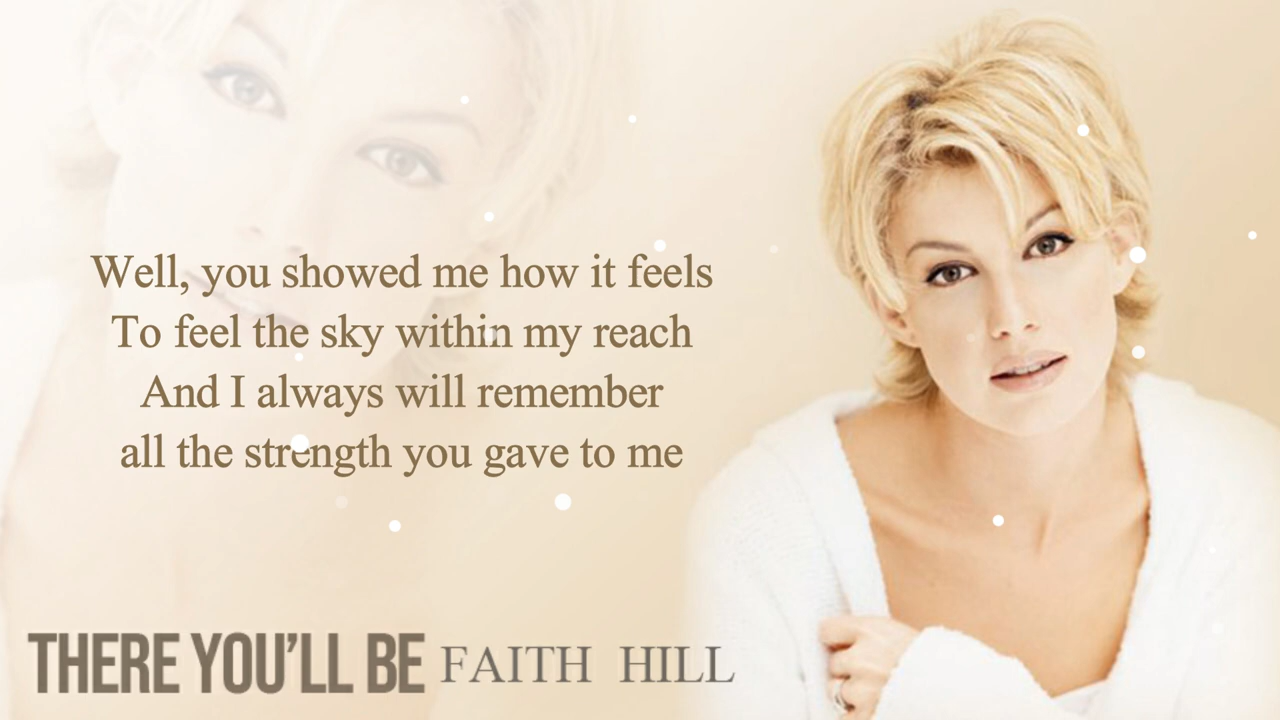 Well, you showed me how it feels
To feel the sky within my reach
And I always will remember
all the strength you gave to me
THERE YOU'LL BE FAITH HILL